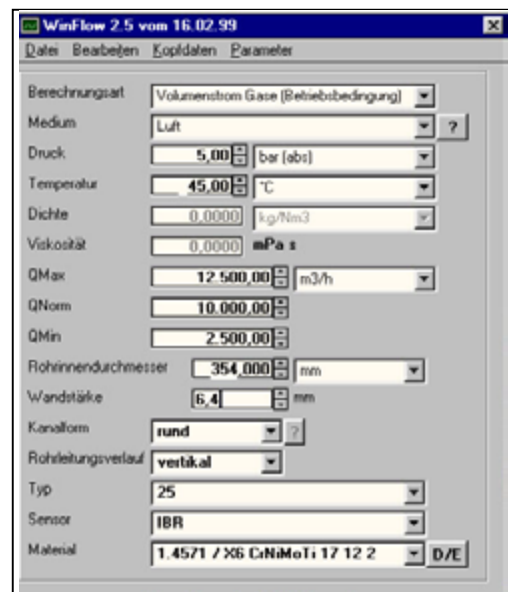 WinFlow 2.5 vom 16.02.99
Datei Bearbeiten Kopfdaten Parameter
Berechnungsart Volumenstrom Gase (Betriebsbedingung)
Medium Luft ?
Druck 5,00 bar (abs)
Temperatur 45,00 °C
Dichte 0,0000 kg/Nm3
Viskosität 0,0000 mPa s
QMax 12.500,00 m3/h
QNorm 10.000,00
QMin 2.500,00
Rohrinnendurchmesser 354,000 mm
Wandstärke 6,4 mm
Kanalform rund ?
Rohrleitungsverlauf vertikal
Typ 25
Sensor IBR
Material 1.4571 / X6 CrNiMoTi 17 12 2 D/E